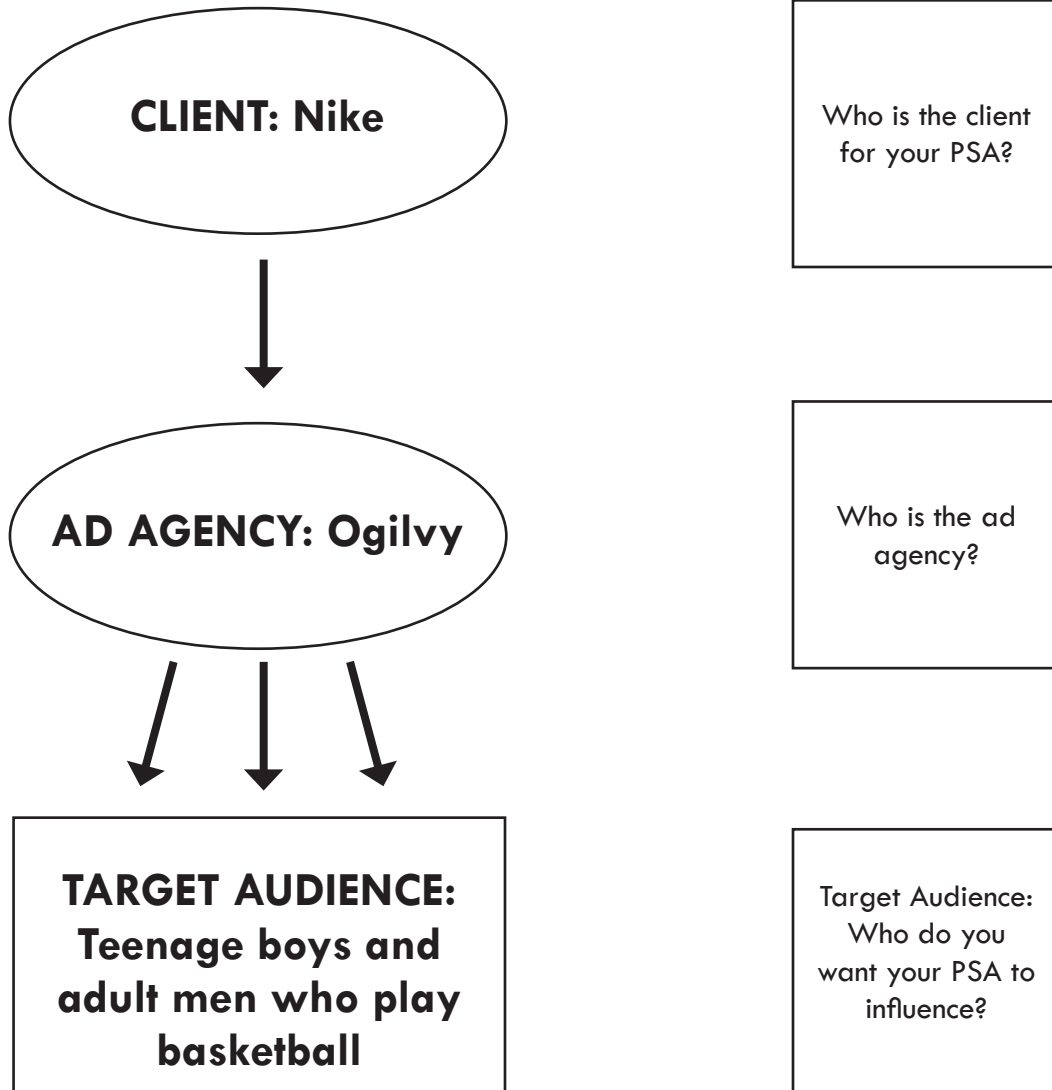 CLIENT: Nike
Who is the client
for your PSA?
AD AGENCY: Ogilvy
Who is the ad
agency?
TARGET AUDIENCE:
Teenage boys and
adult men who play
basketball
Target Audience:
Who do you
want your PSA to
influence?